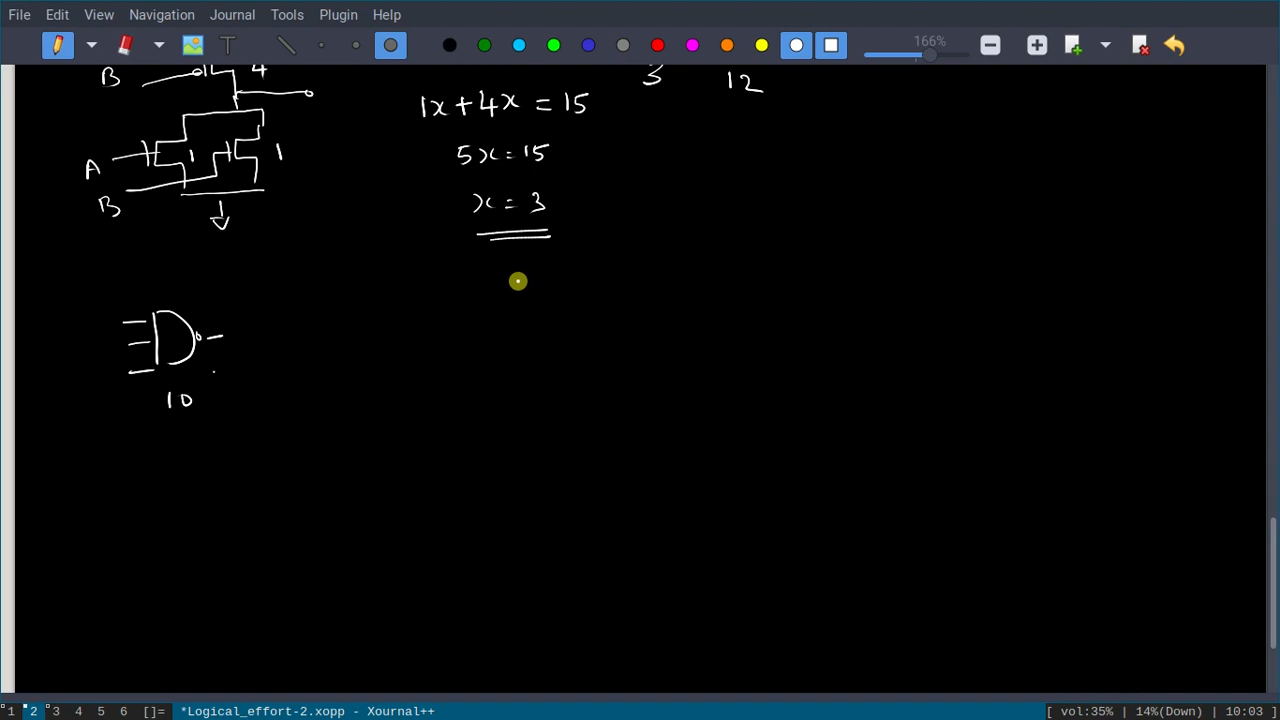 File Edit View Navigation Journal Tools Plugin Help
T 166%
B 4
3 12
1x + 4x = 15
A 1 1
5x = 15
B
x = 3
10
1 2 3 4 5 6 []= *Logical_effort-2.xopp - Xournal++ [ vol:35% | 14%(Down) | 10:03 ]